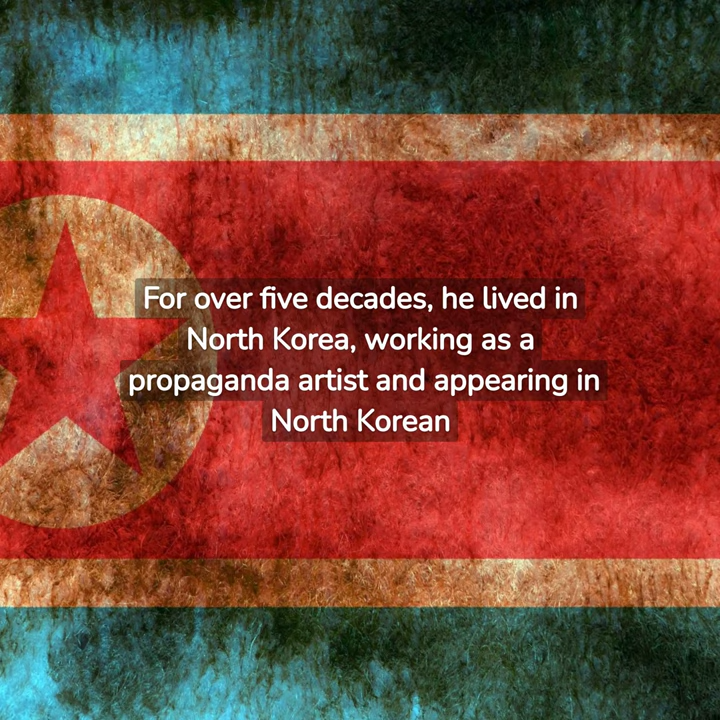 For over five decades, he lived in
North Korea, working as a
propaganda artist and appearing in
North Korean